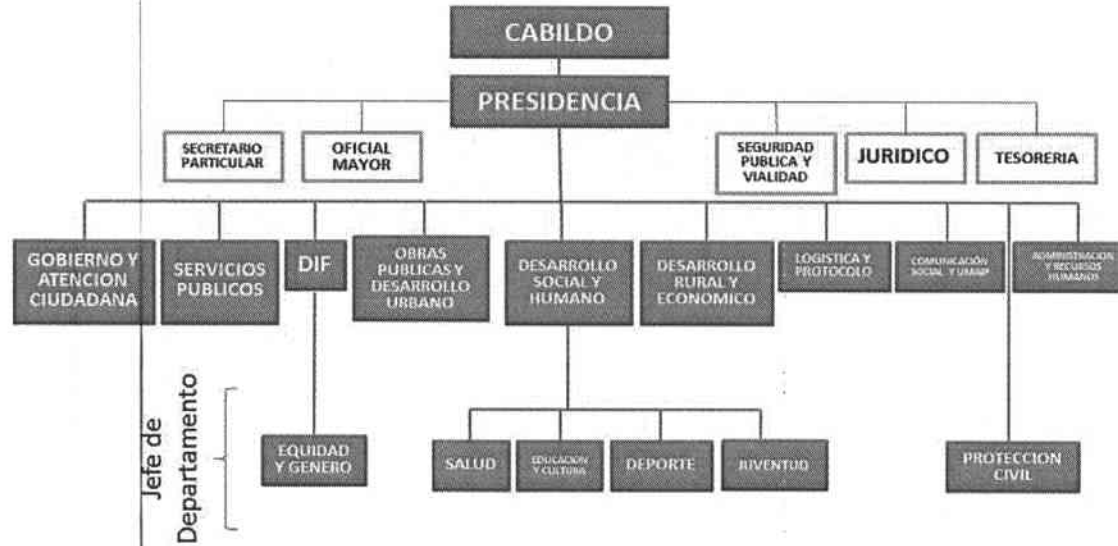 CABILDO
PRESIDENCIA
SECRETARIO
PARTICULAR
OFICIAL
MAYOR
SEGURIDAD
PUBLICA Y
VIALIDAD
JURIDICO
TESORERIA
GOBIERNO Y
ATENCION
CIUDADANA
SERVICIOS
PUBLICOS
DIF
OBRAS
PUBLICAS Y
DESARROLLO
URBANO
DESARROLLO
SOCIAL Y
HUMANO
DESARROLLO
RURAL Y
ECONOMICO
LOGISTICA Y
PROTOCOLO
COMUNICACIÓN
SOCIAL Y
ADMINISTRACION
Y RECURSOS
HUMANOS
Jefe de
Departamento
EQUIDAD
Y GENERO
SALUD
EDUCACION
Y CULTURA
DEPORTE
JUVENTUD
PROTECCION
CIVIL